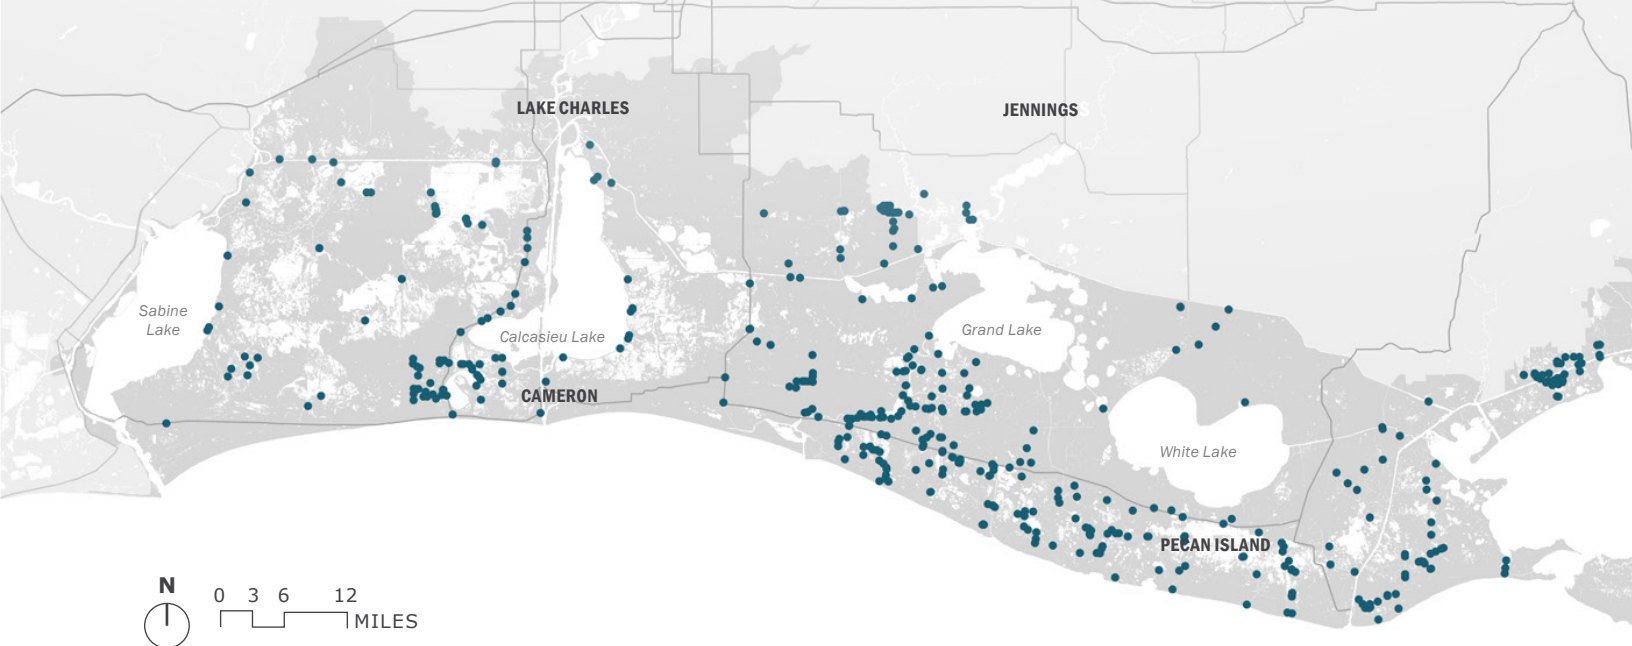 LAKE CHARLES
JENNINGS
Sabine
Lake
Calcasieu Lake
Grand Lake
CAMERON
White Lake
PECAN ISLAND
N
0 3 6 12
MILES